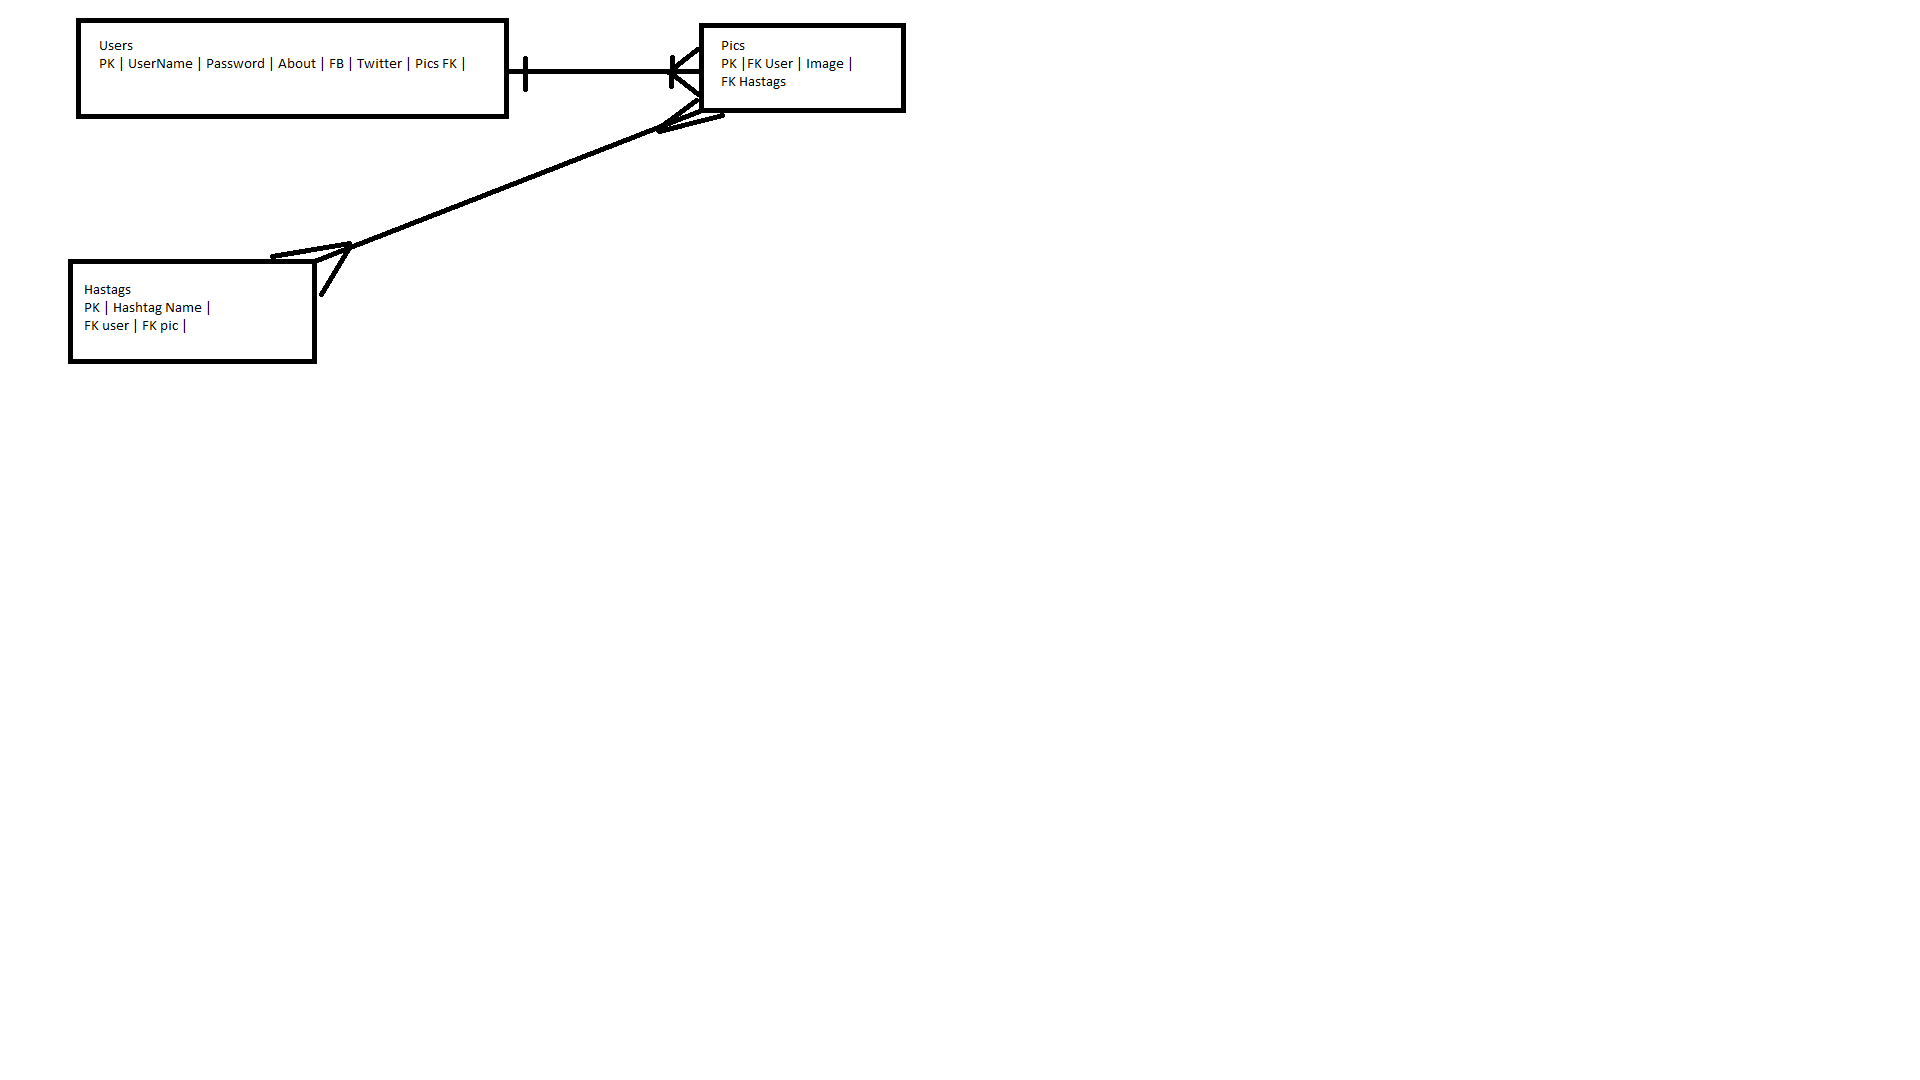 Users
PK | UserName | Password | About | FB | Twitter | Pics FK |
Pics
PK |FK User | Image |
FK Hastags
Hastags
PK | Hashtag Name |
FK user | FK pic |